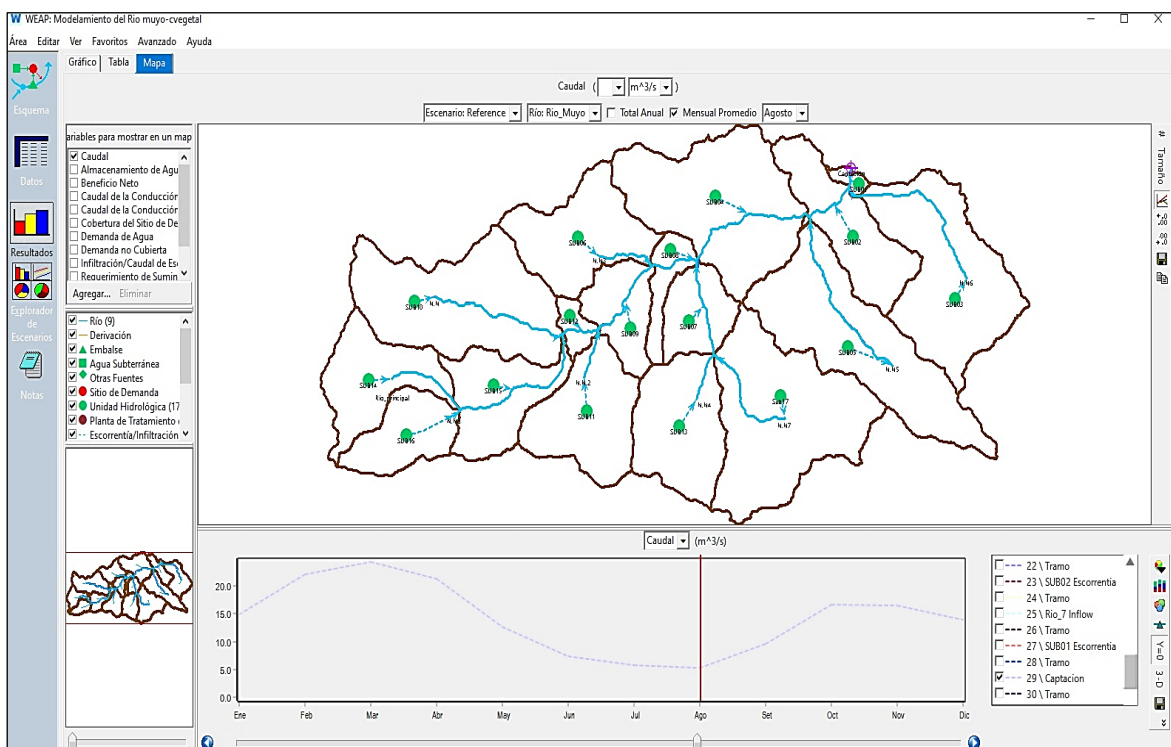 WEAP: Modelamiento del Rio muyo-cvegetal
Área Editar Ver Favoritos Avanzado Ayuda
Gráfico Tabla Mapa
Caudal ( m^3/s )
Escenario: Reference Río: Rio_Muyo Total Anual Mensual Promedio Agosto
Esquema
Datos
Resultados
Explorador
de
Escenarios
Notas
ariables para mostrar en un map
Caudal
Almacenamiento de Agu
Beneficio Neto
Caudal de la Conducción
Caudal de la Conducción
Cobertura del Sitio de De
Demanda de Agua
Demanda no Cubierta
Infiltración/Caudal de Esc
Requerimiento de Sumin
Agregar... Eliminar
Río (9)
Derivación
Embalse
Agua Subterránea
Otras Fuentes
Sitio de Demanda
Unidad Hidrológica (17
Planta de Tratamiento
Escorrentía/Infiltración
Captacion
SUB04
SUB02
SUB03
N.N6
SUB06
SUB10
N.N
SUB12
SUB09
SUB07
SUB05
N.N5
SUB14
Rio_principal
SUB15
N.N.2
SUB11
SUB13
N.N4
SUB17
N.N7
SUB16
# Tamaño
Caudal (m^3/s)
20.0
15.0
10.0
5.0
0.0
Ene Feb Mar Abr May Jun Jul Ago Set Oct Nov Dic
22 \ Tramo
23 \ SUB02 Escorrentia
24 \ Tramo
25 \ Rio_7 Inflow
26 \ Tramo
27 \ SUB01 Escorrentia
28 \ Tramo
29 \ Captacion
30 \ Tramo
Y=0
3-D